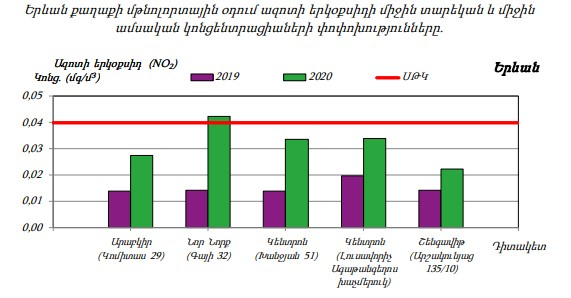 Երևան քաղաքի մթնոլորտային օդում ազոտի երկօքսիդի միջին տարեկան և միջին
ամսական կոնցենտրացիաների փոփոխությունները.
Ազոտի երկօքսիդ (NO₂)
Կոնց. (մգ/մ³)
2019
2020
ՍԹԿ
Երևան
0,05
0,04
0,03
0,02
0,01
0,00
Արաբկիր
(Կոմիտաս 29)
Նոր Նորք
(Գայի 32)
Կենտրոն
(Խանջյան 51)
Կենտրոն
(Լուսավորիչ
Ագաթանգեղոս
խաչմերուկ)
Շենգավիթ
(Արշակունյաց
135/10)
Դիտակետ